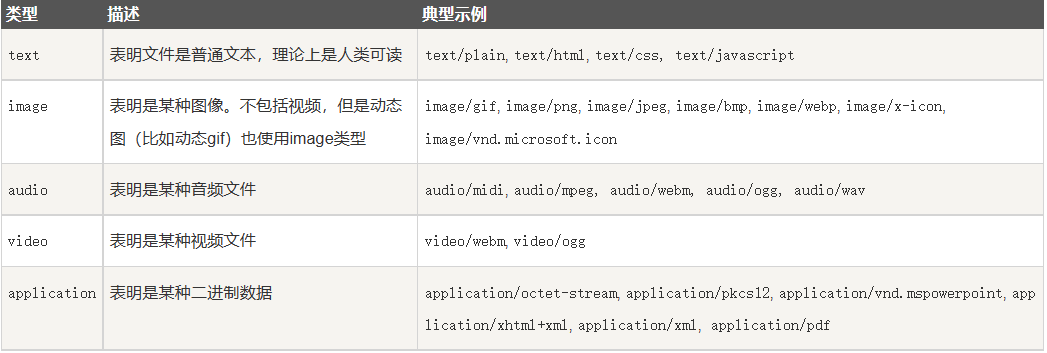 类型 描述 典型示例
text 表明文件是普通文本，理论上是人类可读 text/plain, text/html, text/css, text/javascript
image 表明是某种图像。不包括视频，但是动态 image/gif, image/png, image/jpeg, image/bmp, image/webp, image/x-icon,
图（比如动态gif）也使用image类型 image/vnd.microsoft.icon
audio 表明是某种音频文件 audio/midi, audio/mpeg, audio/webm, audio/ogg, audio/wav
video 表明是某种视频文件 video/webm, video/ogg
application 表明是某种二进制数据 application/octet-stream, application/pkcs12, application/vnd.mspowerpoint, app
lication/xhtml+xml, application/xml, application/pdf